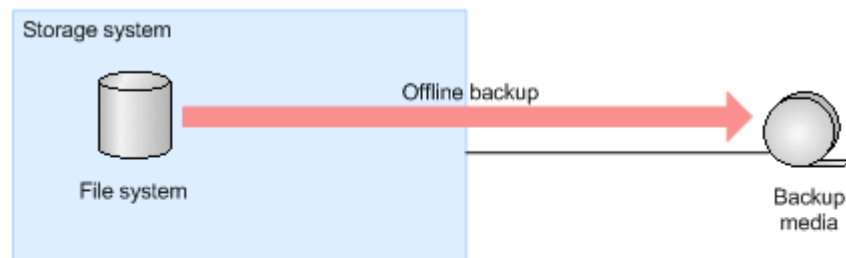 Storage system
Offline backup
File system
Backup
media